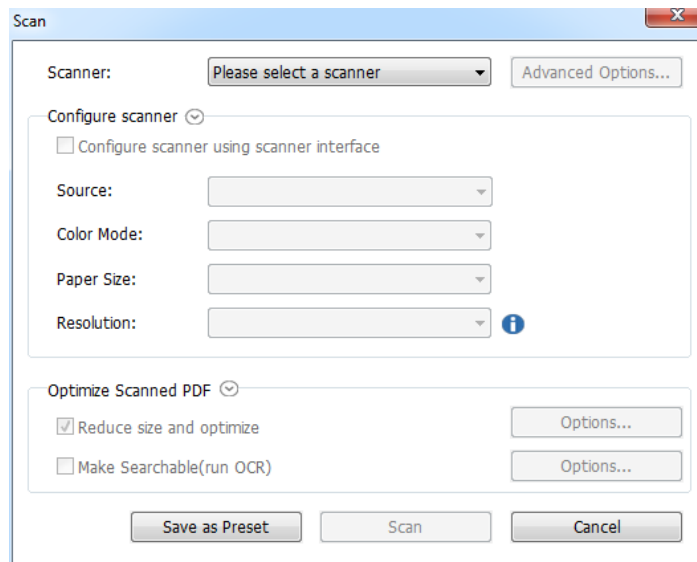 Scan
Scanner: Please select a scanner Advanced Options...
Configure scanner
Configure scanner using scanner interface
Source:
Color Mode:
Paper Size:
Resolution:
Optimize Scanned PDF
Reduce size and optimize Options...
Make Searchable(run OCR) Options...
Save as Preset Scan Cancel